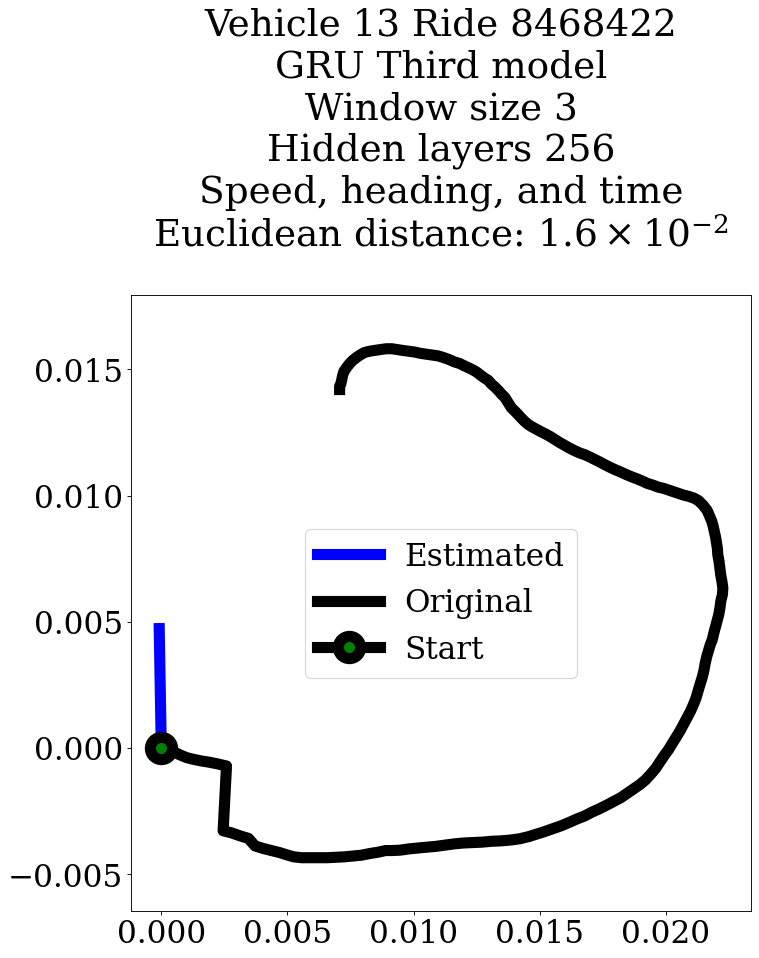 Vehicle 13 Ride 8468422
GRU Third model
Window size 3
Hidden layers 256
Speed, heading, and time
Euclidean distance: 1.6 × 10⁻²
0.015
0.010
0.005
0.000
−0.005
Estimated
Original
Start
0.000 0.005 0.010 0.015 0.020